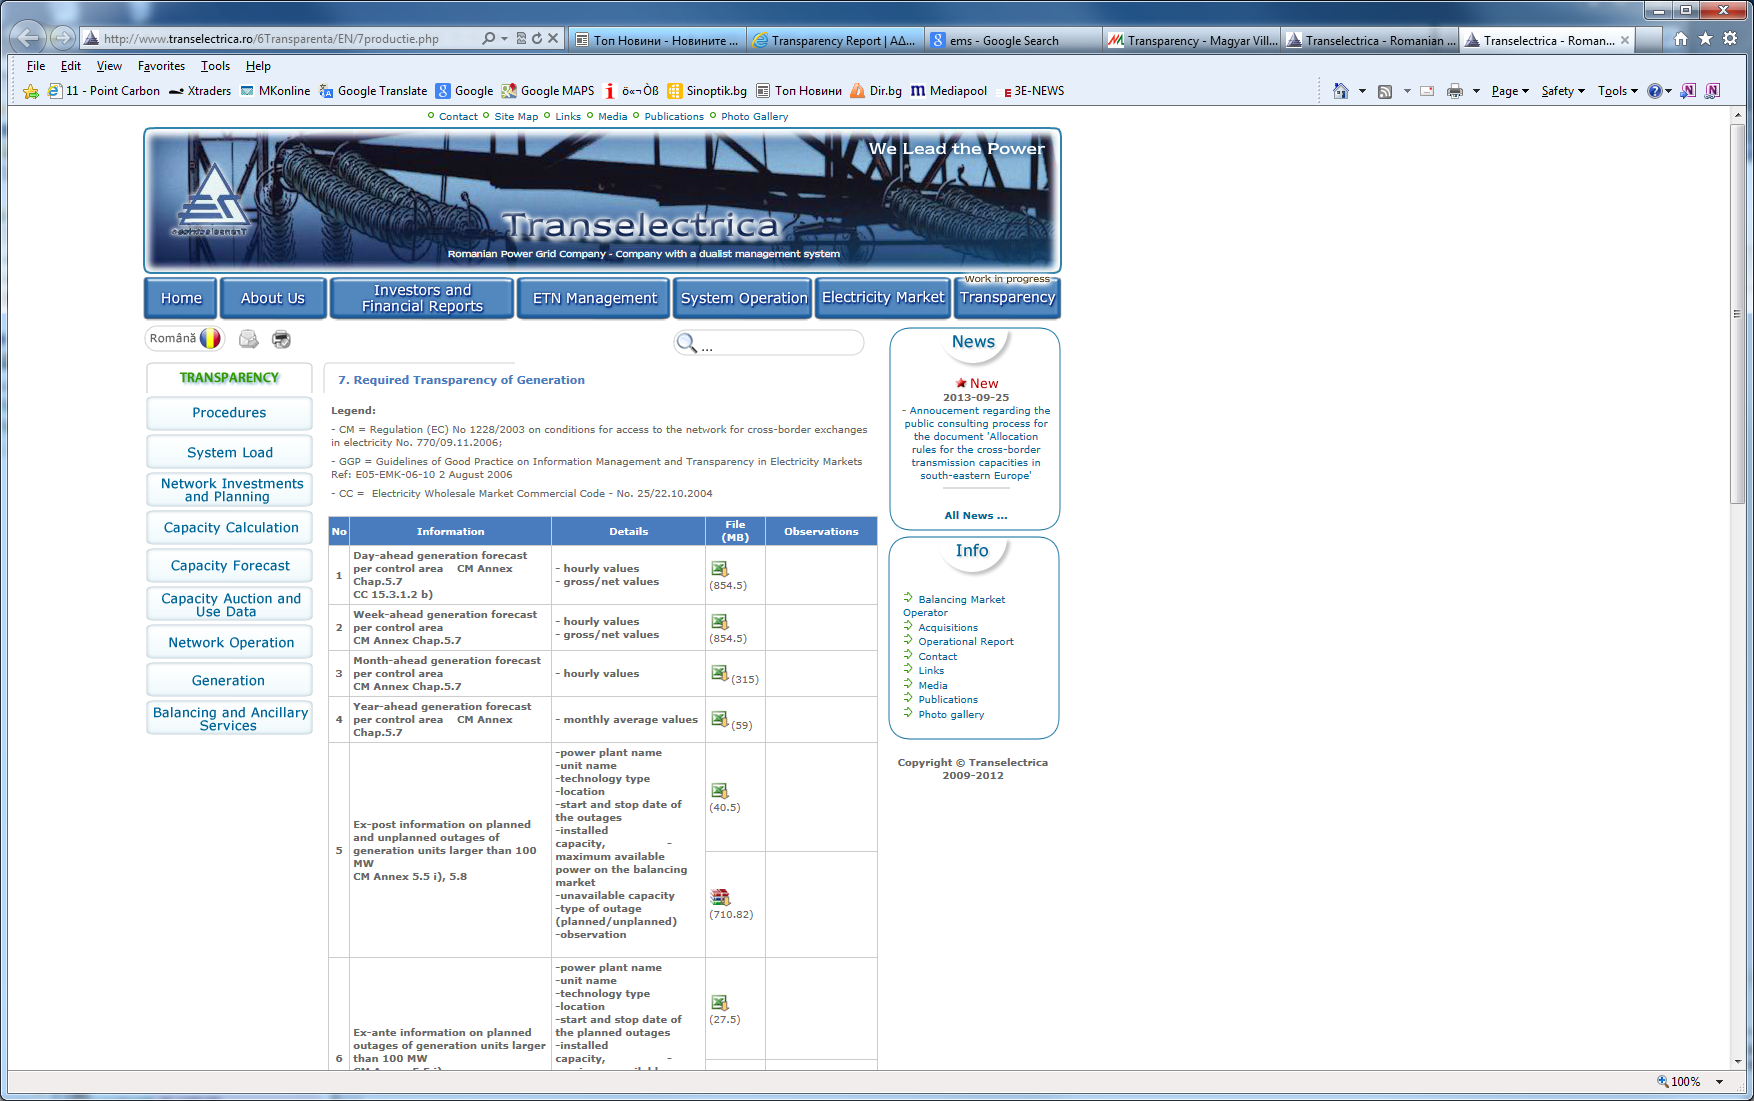 http://www.transelectrica.ro/6Transparenta/EN/7productie.php
Топ Новини - Новините ...
Transparency Report | ΑΔ...
ems - Google Search
Transparency - Magyar Vill...
Transelectrica - Romanian ...
Transelectrica - Roman...
File Edit View Favorites Tools Help
11 - Point Carbon Xtraders MKonline Google Translate Google Google MAPS ö«¬Òß Sinoptik.bg Топ Новини Dir.bg Mediapool 3E-NEWS
Page Safety Tools
Contact Site Map Links Media Publications Photo Gallery
We Lead the Power
Transelectrica
Transelectrica
Romanian Power Grid Company - Company with a dualist management system
Work in progress
Home
About Us
Investors and
Financial Reports
ETN Management
System Operation
Electricity Market
Transparency
Română
...
TRANSPARENCY
Procedures
System Load
Network Investments
and Planning
Capacity Calculation
Capacity Forecast
Capacity Auction and
Use Data
Network Operation
Generation
Balancing and Ancillary
Services
7. Required Transparency of Generation
Legend:
- CM = Regulation (EC) No 1228/2003 on conditions for access to the network for cross-border exchanges
in electricity No. 770/09.11.2006;
- GGP = Guidelines of Good Practice on Information Management and Transparency in Electricity Markets
Ref: E05-EMK-06-10 2 August 2006
- CC = Electricity Wholesale Market Commercial Code - No. 25/22.10.2004
No Information Details File
(MB) Observations
1
Day-ahead generation forecast
per control area CM Annex
Chap.5.7
CC 15.3.1.2 b)
- hourly values
- gross/net values
(854.5)
2
Week-ahead generation forecast
per control area
CM Annex Chap.5.7
- hourly values
- gross/net values
(854.5)
3
Month-ahead generation forecast
per control area
CM Annex Chap.5.7
- hourly values
(315)
4
Year-ahead generation forecast
per control area CM Annex
Chap.5.7
- monthly average values
(59)
5
Ex-post information on planned
and unplanned outages of
generation units larger than 100
MW
CM Annex 5.5 i), 5.8
-power plant name
-unit name
-technology type
-location
-start and stop date of
the outages
-installed
capacity, -
maximum available
power on the balancing
market
-unavailable capacity
-type of outage
(planned/unplanned)
-observation
(40.5)
(710.82)
6
Ex-ante information on planned
outages of generation units larger
than 100 MW
-power plant name
-unit name
-technology type
-location
-start and stop date of
the planned outages
-installed
capacity, -
(27.5)
News
New
2013-09-25
- Annoucement regarding the
public consulting process for
the document 'Allocation
rules for the cross-border
transmission capacities in
south-eastern Europe'
All News ...
Info
Balancing Market
Operator
Acquisitions
Operational Report
Contact
Links
Media
Publications
Photo gallery
Copyright © Transelectrica
2009-2012
100%